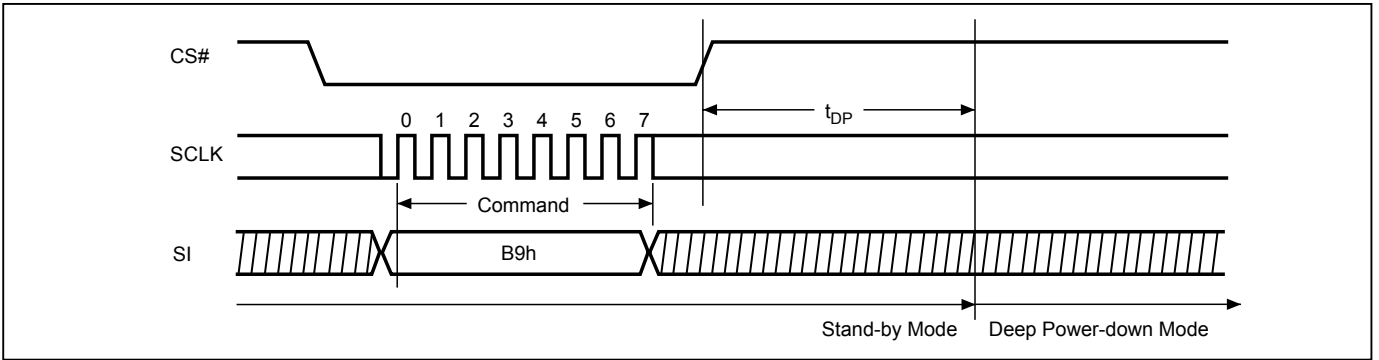 CS#
t_DP
0 1 2 3 4 5 6 7
SCLK
Command
SI
B9h
Stand-by Mode
Deep Power-down Mode